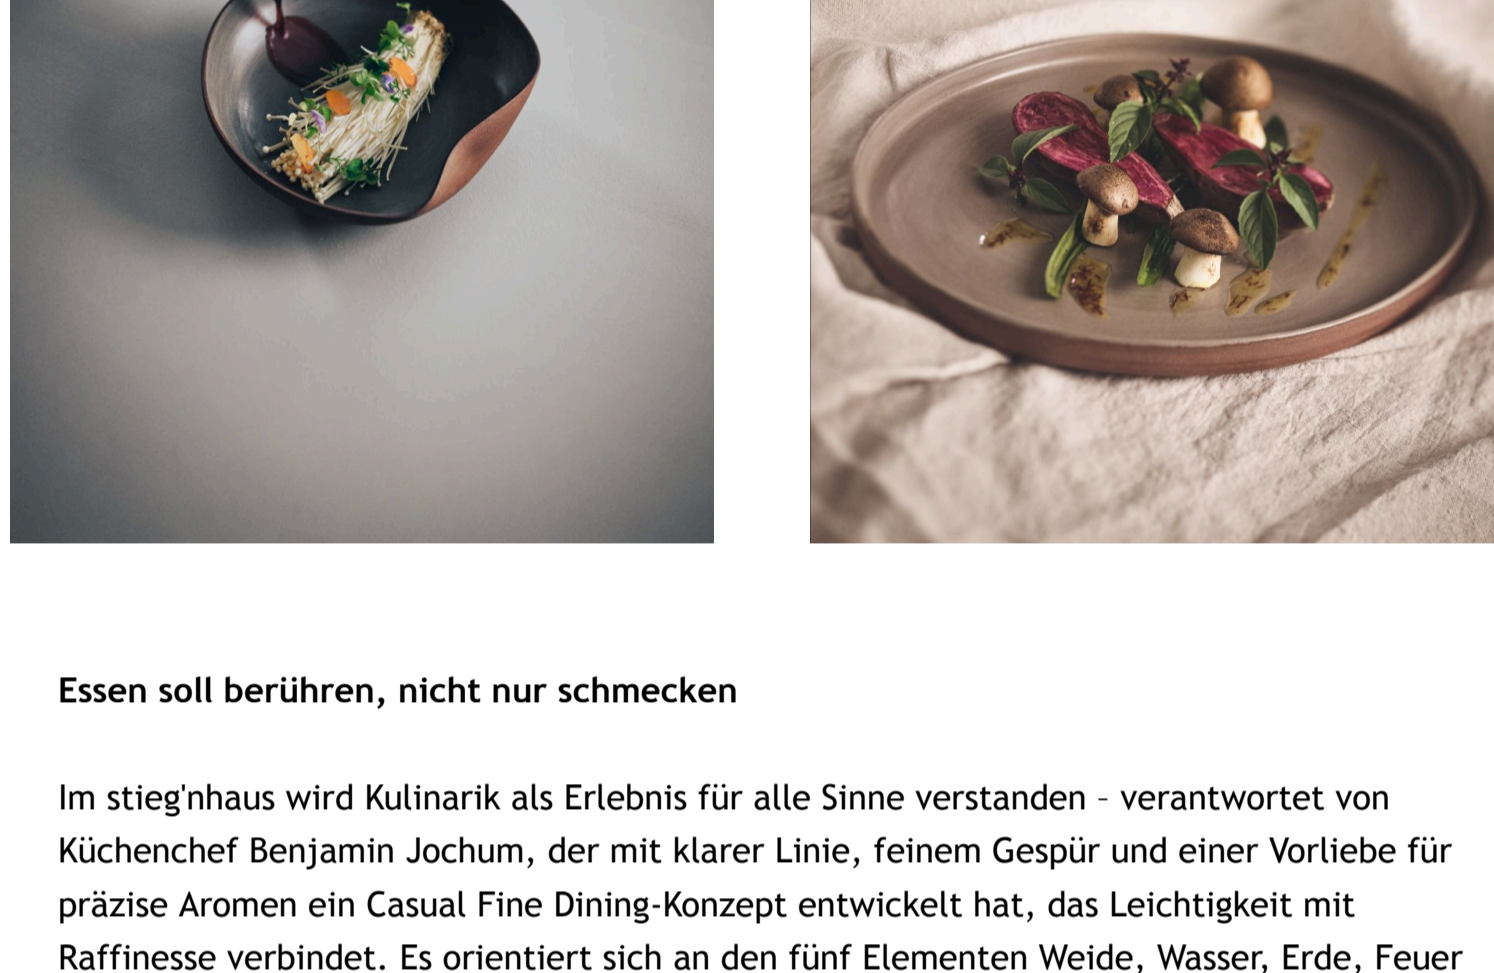 Essen soll berühren, nicht nur schmecken
Im stieg'nhaus wird Kulinarik als Erlebnis für alle Sinne verstanden – verantwortet von
Küchenchef Benjamin Jochum, der mit klarer Linie, feinem Gespür und einer Vorliebe für
präzise Aromen ein Casual Fine Dining-Konzept entwickelt hat, das Leichtigkeit mit
Raffinesse verbindet. Es orientiert sich an den fünf Elementen Weide, Wasser, Erde, Feuer